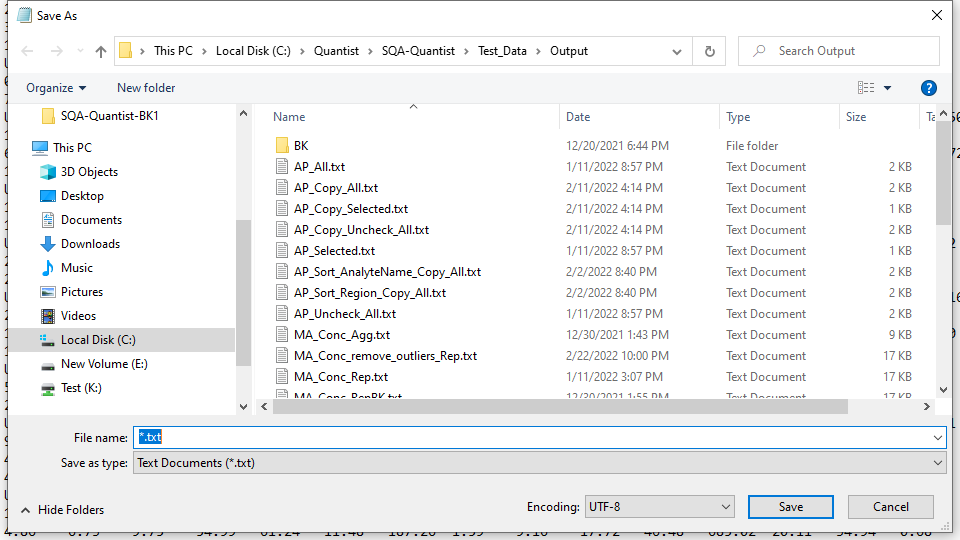 Save As
This PC > Local Disk (C:) > Quantist > SQA-Quantist > Test_Data > Output
Search Output
Organize
New folder
?
SQA-Quantist-BK1
This PC
3D Objects
Desktop
Documents
Downloads
Music
Pictures
Videos
Local Disk (C:)
New Volume (E:)
Test (K:)
Name Date Type Size Ta
BK 12/20/2021 6:44 PM File folder
AP_All.txt 1/11/2022 8:57 PM Text Document 2 KB
AP_Copy_All.txt 2/11/2022 4:14 PM Text Document 2 KB
AP_Copy_Selected.txt 2/11/2022 4:14 PM Text Document 1 KB
AP_Copy_Uncheck_All.txt 2/11/2022 4:14 PM Text Document 2 KB
AP_Selected.txt 1/11/2022 8:57 PM Text Document 1 KB
AP_Sort_AnalyteName_Copy_All.txt 2/2/2022 8:40 PM Text Document 2 KB
AP_Sort_Region_Copy_All.txt 2/2/2022 8:40 PM Text Document 2 KB
AP_Uncheck_All.txt 1/11/2022 8:57 PM Text Document 2 KB
MA_Conc_Agg.txt 12/30/2021 1:43 PM Text Document 9 KB
MA_Conc_remove_outliers_Rep.txt 2/22/2022 10:00 PM Text Document 17 KB
MA_Conc_Rep.txt 1/11/2022 3:07 PM Text Document 17 KB
MA_Conc_RepBK.txt 12/30/2021 1:55 PM Text Document 17 KB
File name: *.txt
Save as type: Text Documents (*.txt)
Hide Folders
Encoding: UTF-8
Save
Cancel